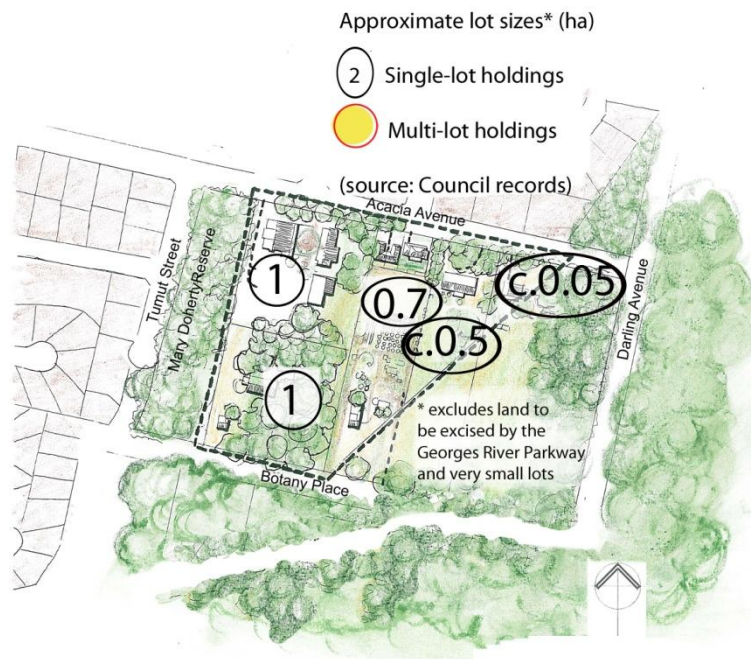 Approximate lot sizes* (ha)
2 Single-lot holdings
Multi-lot holdings
(source: Council records)
Acacia Avenue
Tumut Street
Mary DohertyReserve
Darling Avenue
1
0.7
c.0.05
c.0.5
1
* excludes land to
be excised by the
Georges River Parkway
and very small lots
Botany Place